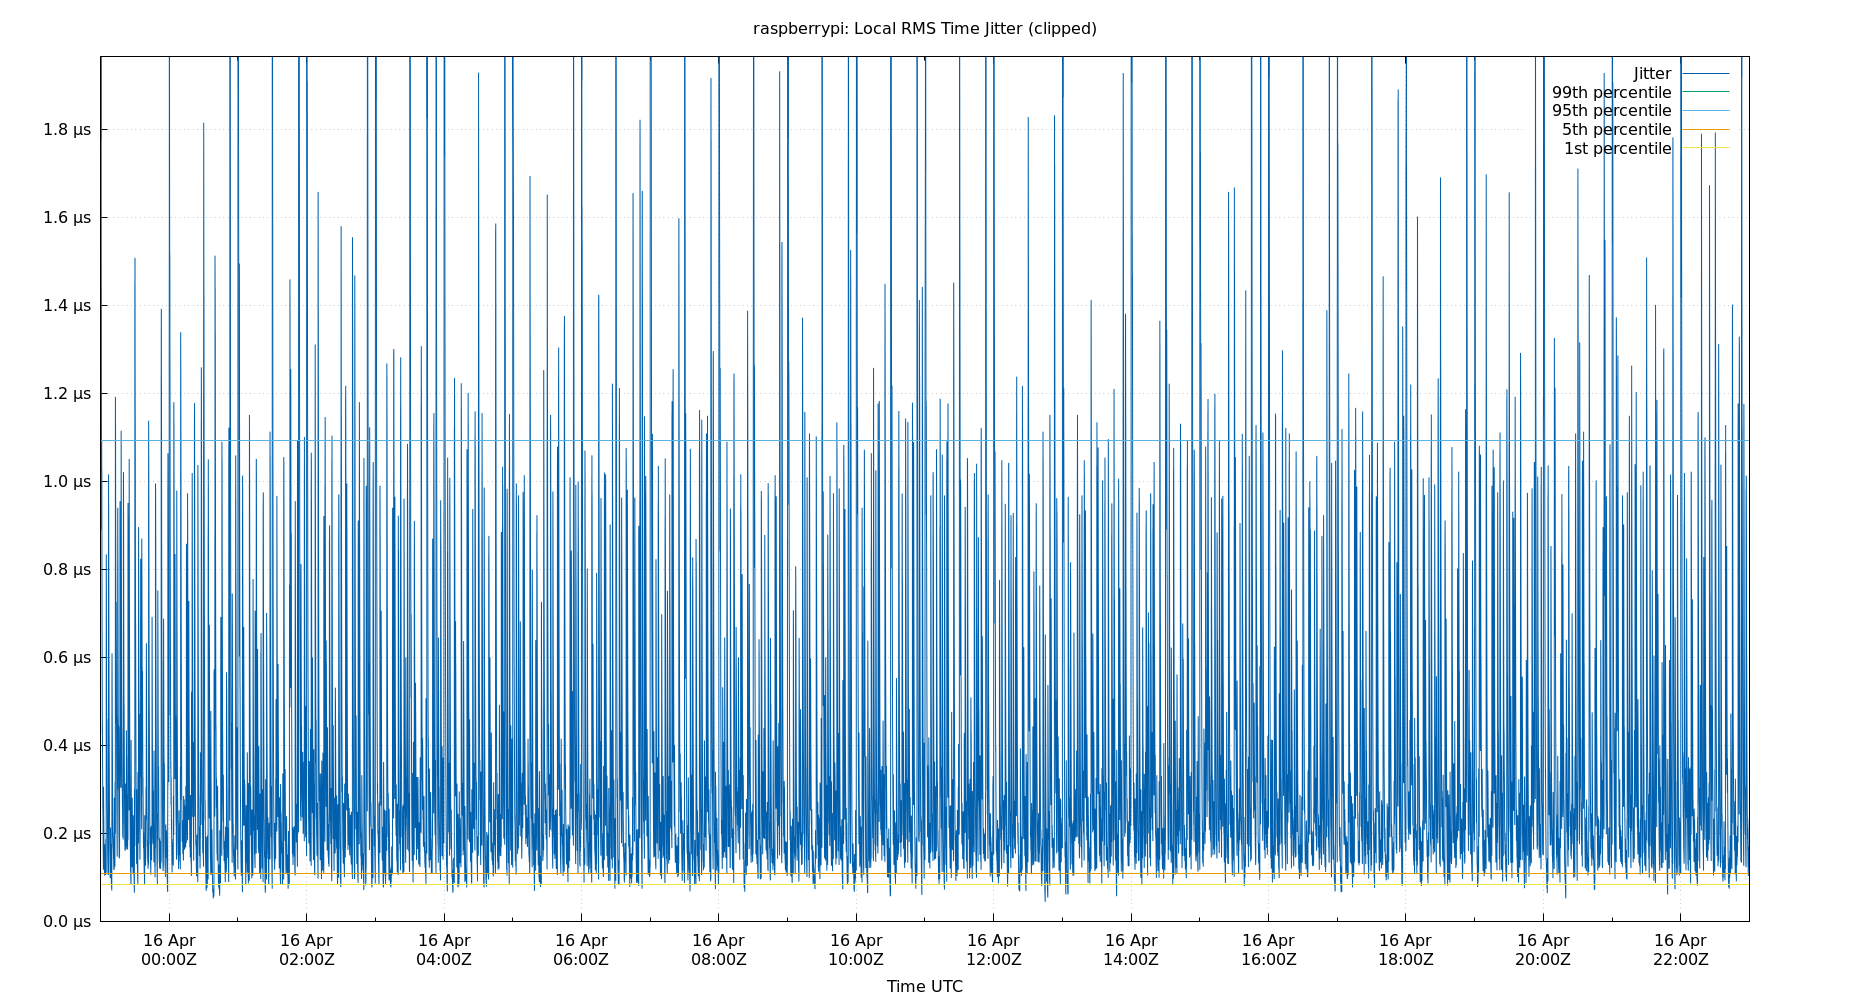 raspberrypi: Local RMS Time Jitter (clipped)
Jitter
99th percentile
95th percentile
5th percentile
1st percentile
1.8 μs
1.6 μs
1.4 μs
1.2 μs
1.0 μs
0.8 μs
0.6 μs
0.4 μs
0.2 μs
0.0 μs
16 Apr 16 Apr 16 Apr 16 Apr 16 Apr 16 Apr 16 Apr 16 Apr 16 Apr 16 Apr 16 Apr 16 Apr
00:00Z 02:00Z 04:00Z 06:00Z 08:00Z 10:00Z 12:00Z 14:00Z 16:00Z 18:00Z 20:00Z 22:00Z
Time UTC